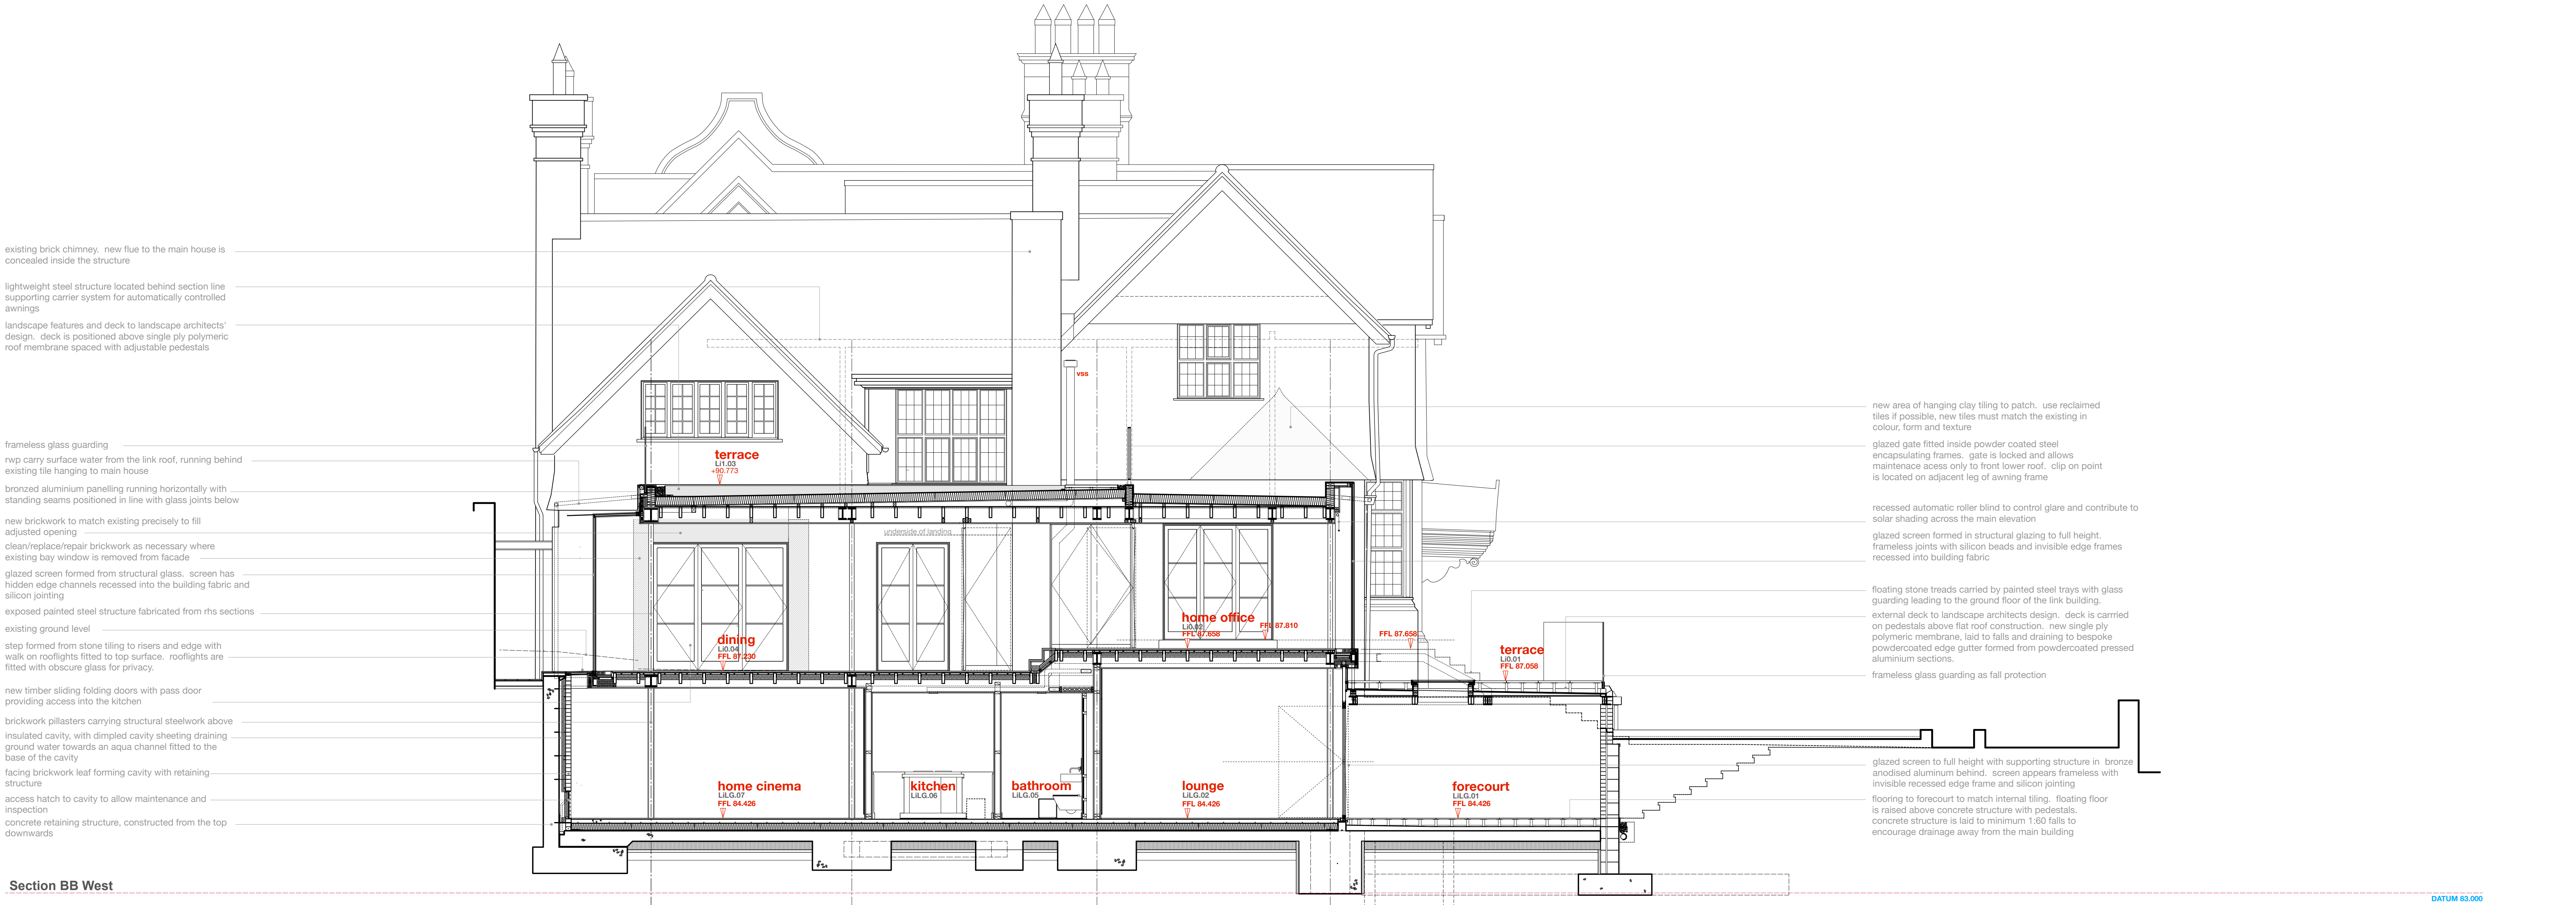 existing brick chimney.  new flue to the main house is
concealed inside the structure
lightweight steel structure located behind section line
supporting carrier system for automatically controlled
awnings
landscape features and deck to landscape architects'
design.  deck is positioned above single ply polymeric
roof membrane spaced with adjustable pedestals
frameless glass guarding
rwp carry surface water from the link roof, running behind
existing tile hanging to main house
bronzed aluminium panelling running horizontally with
standing seams positioned in line with glass joints below
new brickwork to match existing precisely to fill
adjusted opening
clean/replace/repair brickwork as necessary where
existing bay window is removed from facade
glazed screen formed from structural glass.  screen has
hidden edge channels recessed into the building fabric and
silicon jointing
exposed painted steel structure fabricated from rhs sections
existing ground level
step formed from stone tiling to risers and edge with
walk on rooflights fitted to top surface.  rooflights are
fitted with obscure glass for privacy.
new timber sliding folding doors with pass door
providing access into the kitchen
brickwork pillasters carrying structural steelwork above
insulated cavity, with dimpled cavity sheeting draining
ground water towards an aqua channel fitted to the
base of the cavity
facing brickwork leaf forming cavity with retaining
structure
access hatch to cavity to allow maintenance and
inspection
concrete retaining structure, constructed from the top
downwards
vss
terrace
Li1.03
+90.773
underside of landing
dining
Li0.04
FFL 87.230
home office
Li0.02
FFL 87.658
FFL 87.810
FFL 87.658
terrace
Li0.01
FFL 87.058
home cinema
LiLG.07
FFL 84.426
kitchen
LiLG.06
bathroom
LiLG.05
lounge
LiLG.02
FFL 84.426
forecourt
LiLG.01
FFL 84.426
new area of hanging clay tiling to patch.  use reclaimed
tiles if possible, new tiles must match the existing in
colour, form and texture
glazed gate fitted inside powder coated steel
encapsulating frames.  gate is locked and allows
maintenace acess only to front lower roof.  clip on point
is located on adjacent leg of awning frame
recessed automatic roller blind to control glare and contribute to
solar shading across the main elevation
glazed screen formed in structural glazing to full height.
frameless joints with silicon beads and invisible edge frames
recessed into building fabric
floating stone treads carried by painted steel trays with glass
guarding leading to the ground floor of the link building.
external deck to landscape architects design.  deck is carrried
on pedestals above flat roof construction.  new single ply
polymeric membrane, laid to falls and draining to bespoke
powdercoated edge gutter formed from powdercoated pressed
aluminium sections.
frameless glass guarding as fall protection
glazed screen to full height with supporting structure in  bronze
anodised aluminum behind.  screen appears frameless with
invisible recessed edge frame and silicon jointing
flooring to forecourt to match internal tiling.  floating floor
is raised above concrete structure with pedestals.
concrete structure is laid to minimum 1:60 falls to
encourage drainage away from the main building
Section BB West
DATUM 83.000